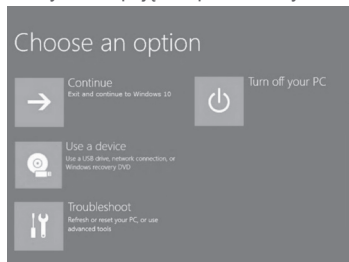 Choose an option
Continue
Exit and continue to Windows 10
Turn off your PC
Use a device
Use a USB drive, network connection, or
Windows recovery DVD
Troubleshoot
Refresh or reset your PC, or use
advanced tools